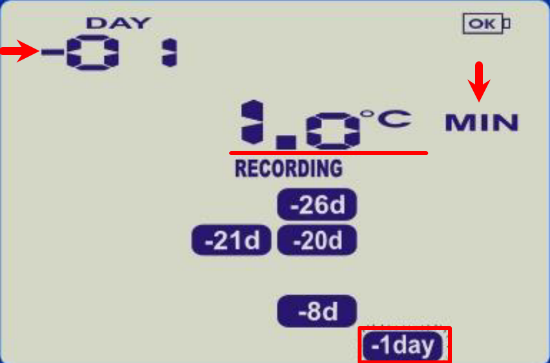 DAY
OK
-01
1.0°C MIN
RECORDING
-26d
-21d -20d
-8d
-1day